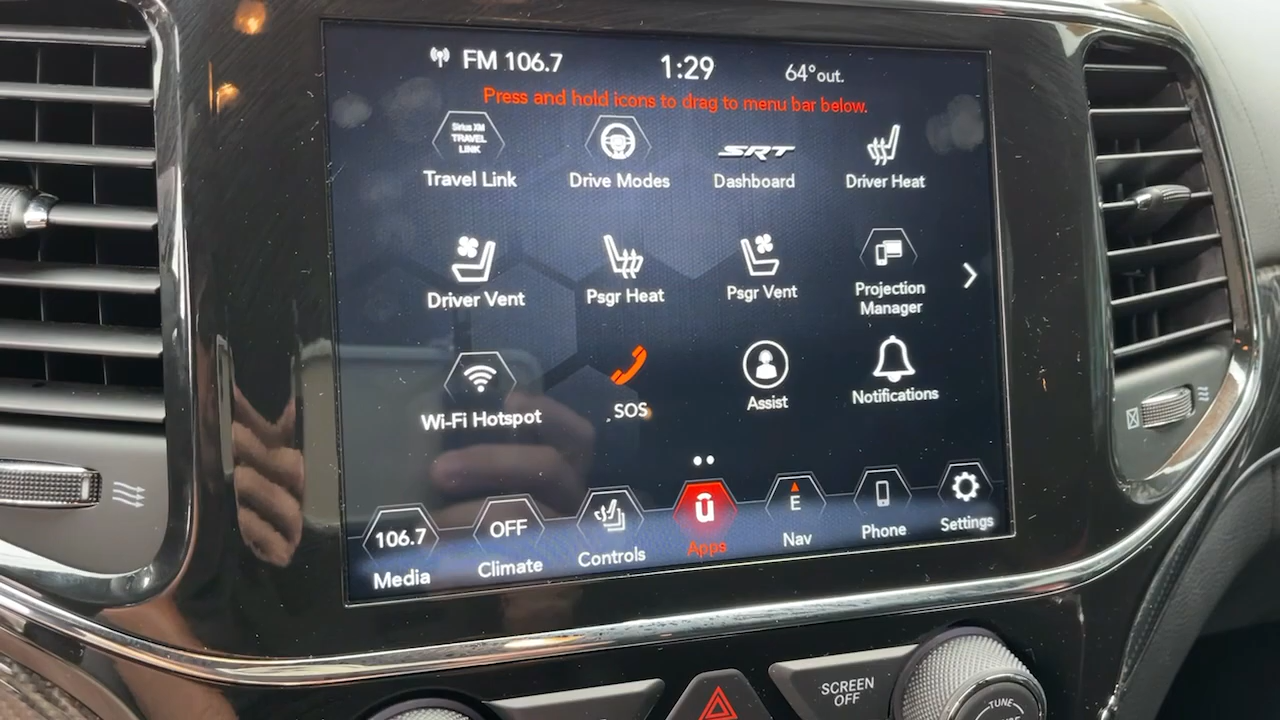 FM 106.7 1:29 64°out.
Press and hold icons to drag to menu bar below.
Sirius XM
TRAVEL
LINK
SRT
Travel Link Drive Modes Dashboard Driver Heat
Driver Vent Psgr Heat Psgr Vent Projection
Manager
Wi-Fi Hotspot SOS Assist Notifications
106.7 OFF E
Media Climate Controls Apps Nav Phone Settings
SCREEN
OFF
TUNE